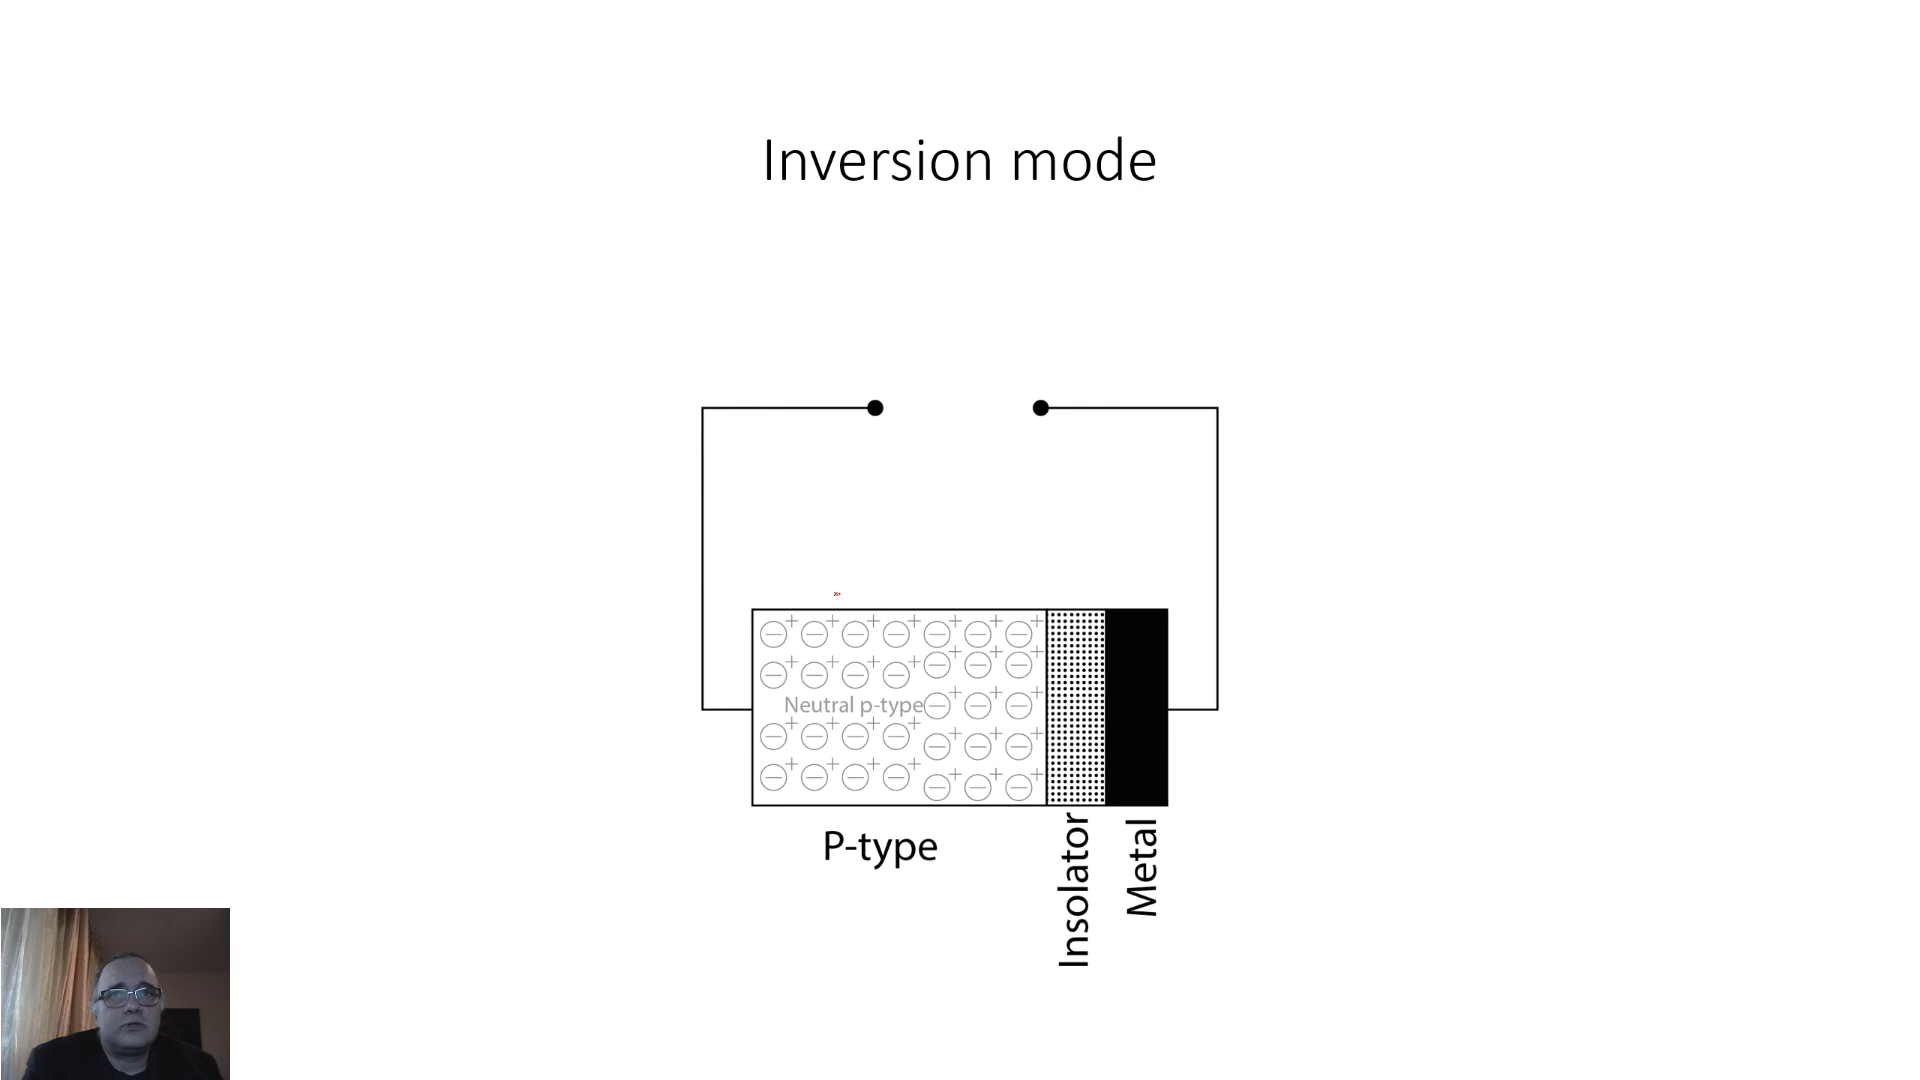 Inversion mode
Neutral p-type
P-type
Insolator
Metal